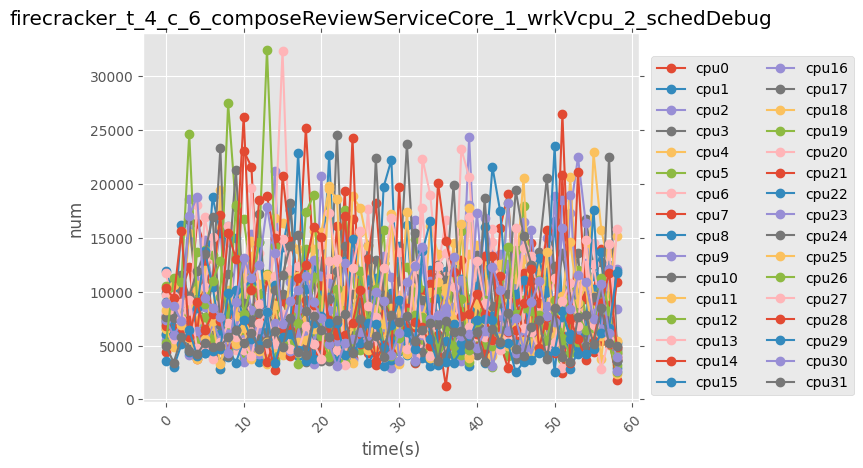 firecracker_t_4_c_6_composeReviewServiceCore_1_wrkVcpu_2_schedDebug
num
30000
25000
20000
15000
10000
5000
0
0
10
20
30
40
50
60
time(s)
cpu0
cpu1
cpu2
cpu3
cpu4
cpu5
cpu6
cpu7
cpu8
cpu9
cpu10
cpu11
cpu12
cpu13
cpu14
cpu15
cpu16
cpu17
cpu18
cpu19
cpu20
cpu21
cpu22
cpu23
cpu24
cpu25
cpu26
cpu27
cpu28
cpu29
cpu30
cpu31